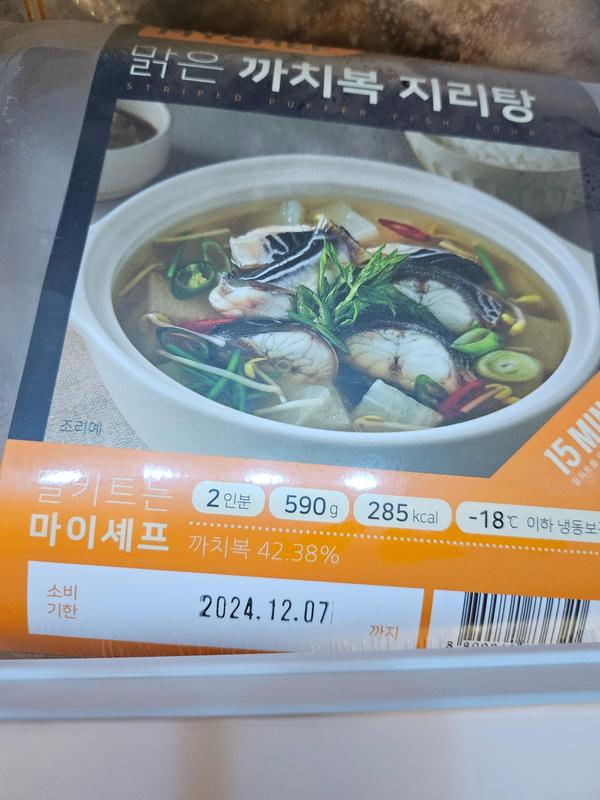 맑은 까치복 지리탕
STRIPED PUFFER FISH SOUP
조리예
15 MIN
밀키트는
마이셰프
2인분 590g 285kcal -18℃ 이하 냉동보
까치복 42.38%
소비
기한
2024.12.07
까지